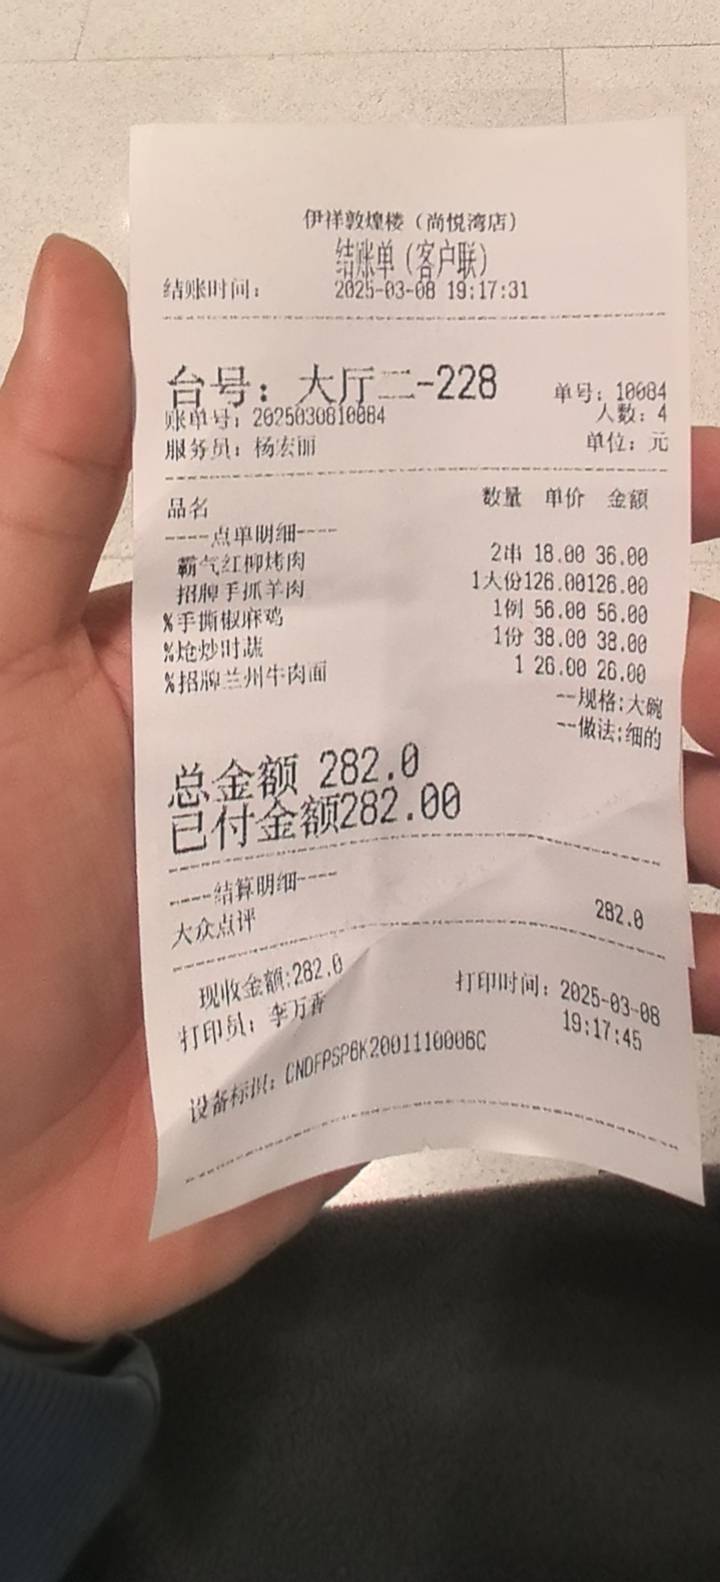 伊祥敦煌楼（尚悦湾店）
结账单（客户联）
结账时间： 2025-03-08 19:17:31
台号：大厅二-228 单号：10084
账单号：2025030810084 人数：4
服务员：杨宏丽 单位：元
品名 数量 单价 金额
----点单明细----
霸气红柳烤肉 2串 18.00 36.00
招牌手抓羊肉 1大份126.00126.00
%手撕椒麻鸡 1例 56.00 56.00
%炝炒时蔬 1份 38.00 38.00
%招牌兰州牛肉面 1 26.00 26.00
--规格:大碗
--做法:细的
总金额 282.0
已付金额282.00
----结算明细----
大众点评 282.0
现收金额:282.0
打印员：李万香 打印时间：2025-03-08
19:17:45
设备标识：CNDFPSP6K2001110006C